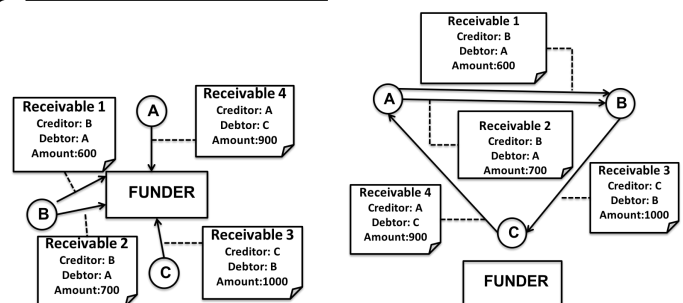 Receivable 1
Creditor: B
Debtor: A
Amount:600
A
Receivable 4
Creditor: A
Debtor: C
Amount:900
FUNDER
B
Receivable 2
Creditor: B
Debtor: A
Amount:700
C
Receivable 3
Creditor: C
Debtor: B
Amount:1000
Receivable 1
Creditor: B
Debtor: A
Amount:600
A
B
Receivable 2
Creditor: B
Debtor: A
Amount:700
Receivable 3
Creditor: C
Debtor: B
Amount:1000
Receivable 4
Creditor: A
Debtor: C
Amount:900
C
FUNDER